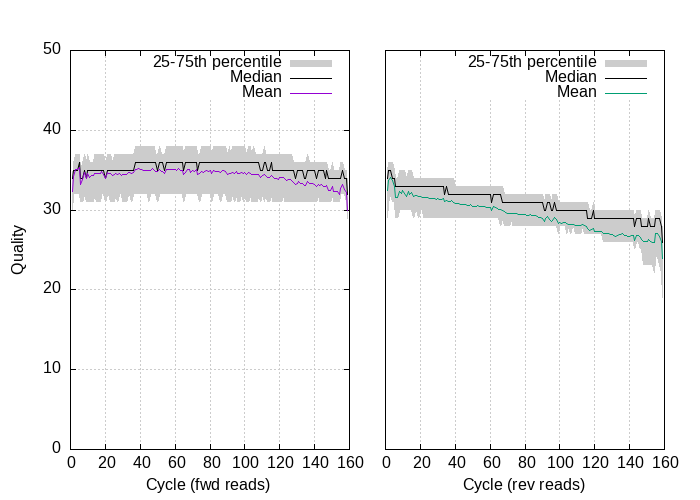 50
40
30
20
10
0
Quality
25-75th percentile
Median
Mean
0 20 40 60 80 100 120 140 160
Cycle (fwd reads)
25-75th percentile
Median
Mean
0 20 40 60 80 100 120 140 160
Cycle (rev reads)